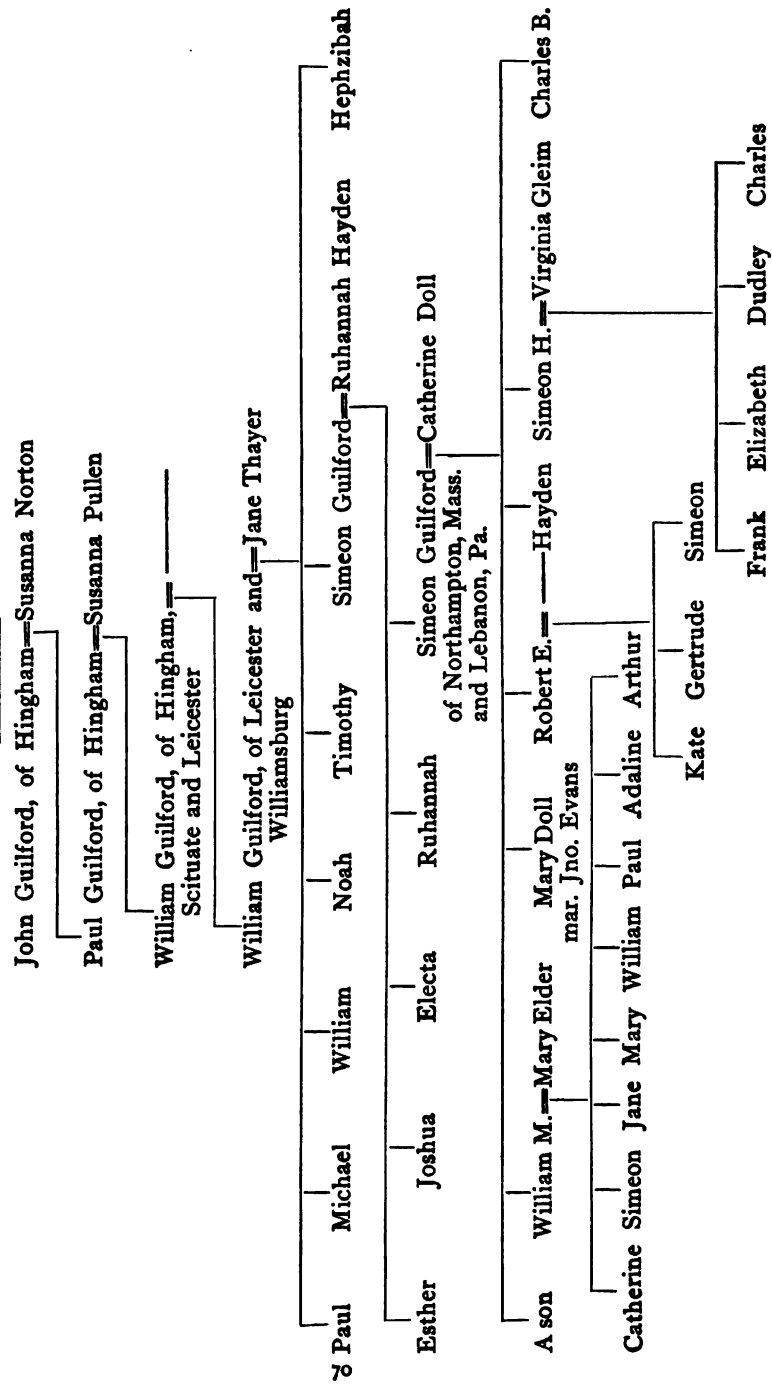 John Guilford, of Hingham=Susanna Norton
Paul Guilford, of Hingham=Susanna Pullen
William Guilford, of Hingham,=
Scituate and Leicester
William Guilford, of Leicester and=Jane Thayer
Williamsburg
Paul Michael William Noah Timothy Simeon Guilford=Ruhannah Hayden Hephzibah
Esther Joshua Electa Ruhannah Simeon Guilford=Catherine Doll
of Northampton, Mass.
and Lebanon, Pa.
A son William M.=Mary Elder Mary Doll Robert E.= —Hayden Simeon H.=Virginia Gleim Charles B.
mar. Jno. Evans
Catherine Simeon Jane Mary William Paul Adaline Arthur
Kate Gertrude Simeon
Frank Elizabeth Dudley Charles
70